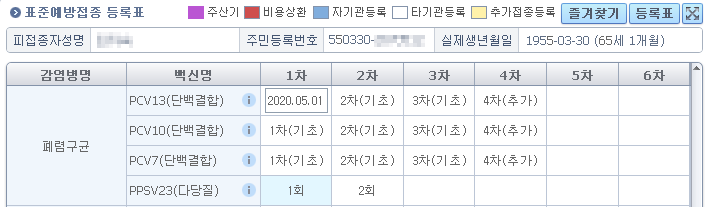 표준예방접종 등록표 주산기 비용상환 자기관등록 타기관등록 추가접종등록 즐겨찾기 등록표
피접종자성명 주민등록번호 550330- 실제생년월일 1955-03-30 (65세 1개월)
감염병명 백신명 1차 2차 3차 4차 5차 6차
폐렴구균
PCV13(단백결합) i 2020.05.01 2차(기초) 3차(기초) 4차(추가)
PCV10(단백결합) i 1차(기초) 2차(기초) 3차(기초) 4차(추가)
PCV7(단백결합) i 1차(기초) 2차(기초) 3차(기초) 4차(추가)
PPSV23(다당질) i 1회 2회